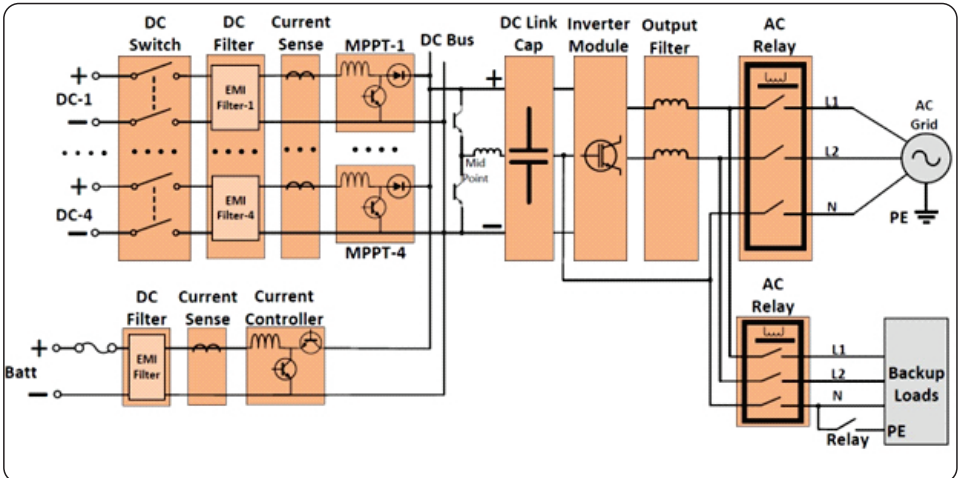 DC Switch
DC Filter
Current Sense
MPPT-1
DC Bus
DC Link Cap
Inverter Module
Output Filter
AC Relay
+
DC-1
−
EMI Filter-1
+
−
Mid Point
L1
L2
N
AC Grid
PE
+
DC-4
−
EMI Filter-4
MPPT-4
DC Filter
Current Sense
Current Controller
+
Batt
−
EMI Filter
AC Relay
L1
L2
N
Backup Loads
Relay
PE